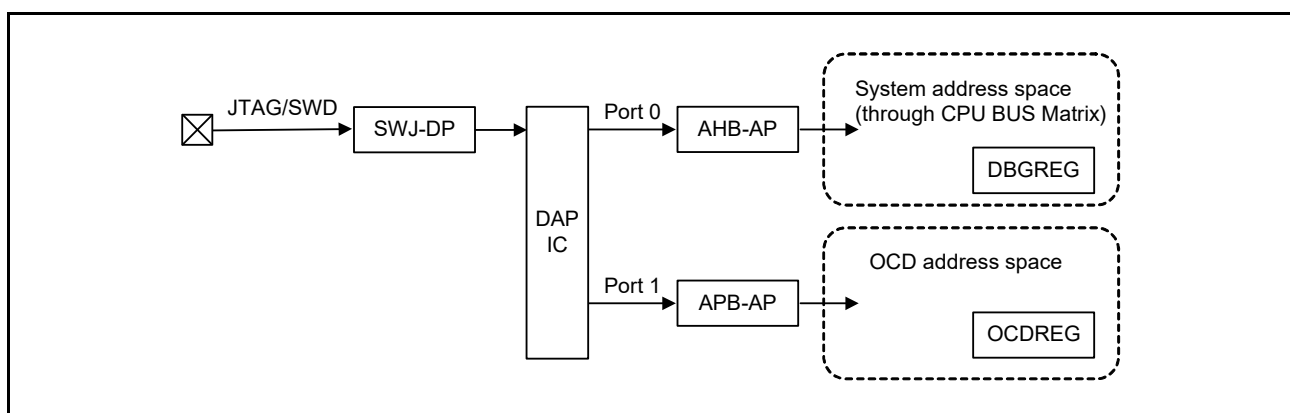 JTAG/SWD
SWJ-DP
DAP
IC
Port 0
AHB-AP
System address space
(through CPU BUS Matrix)
DBGREG
Port 1
APB-AP
OCD address space
OCDREG